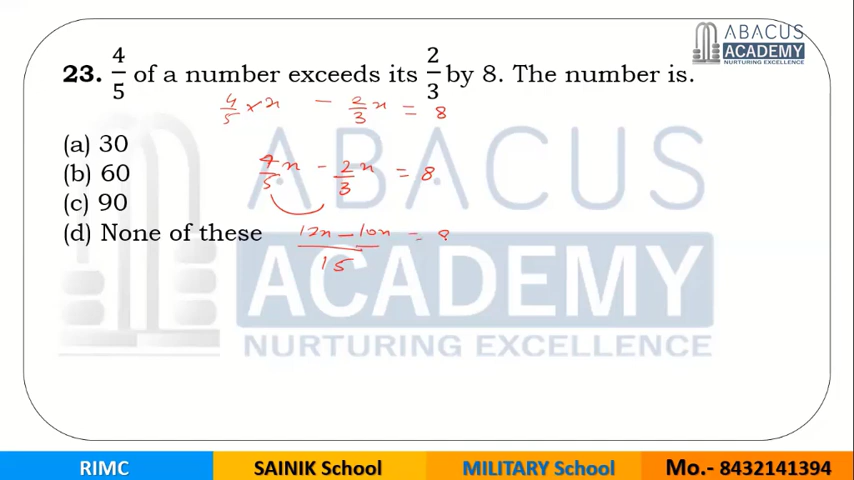 ABACUS
ACADEMY
NURTURING EXCELLENCE
23. 4/5 of a number exceeds its 2/3 by 8. The number is.
4/5 × x - 2/3 x = 8
(a) 30
4/5 x - 2/3 x = 8
(b) 60
(c) 90
(d) None of these
12x - 10x / 15 = 8
ABACUS
ACADEMY
NURTURING EXCELLENCE
RIMC SAINIK School MILITARY School Mo.- 8432141394